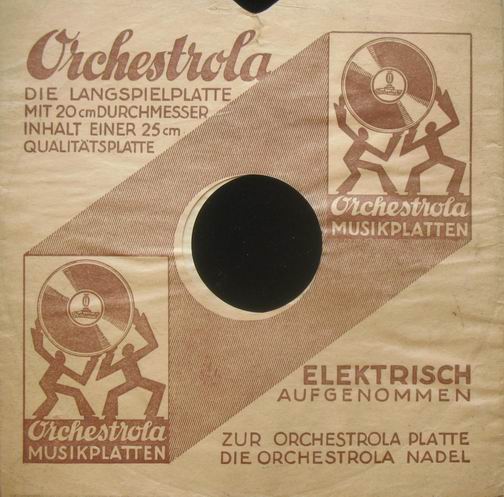 Orchestrola
DIE LANGSPIELPLATTE
MIT 20 cm DURCHMESSER
INHALT EINER 25 cm
QUALITÄTSPLATTE
Orchestrola
MUSIKPLATTEN
Orchestrola
MUSIKPLATTEN
ELEKTRISCH
AUFGENOMMEN
ZUR ORCHESTROLA PLATTE
DIE ORCHESTROLA NADEL